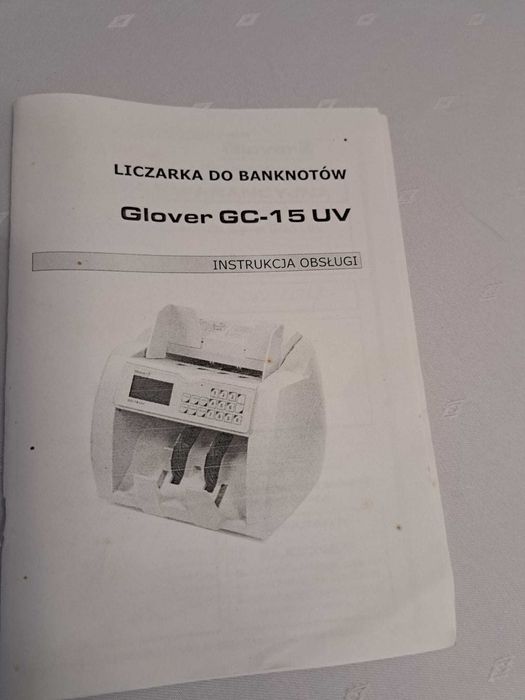 LICZARKA DO BANKNOTÓW
Glover GC-15 UV
INSTRUKCJA OBSŁUGI